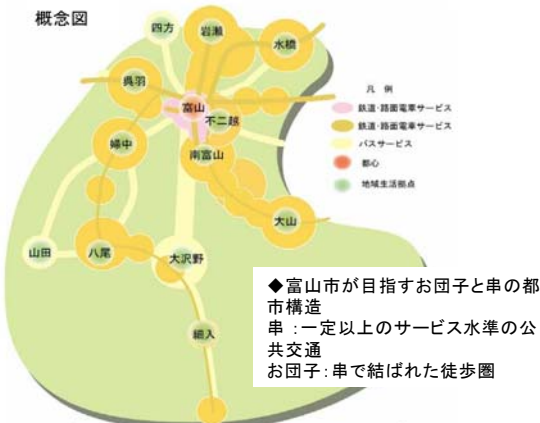 概念図
四方
岩瀬
水橋
呉羽
富山
不二越
婦中
南富山
大山
山田
八尾
大沢野
細入
凡 例
鉄道・路面電車サービス
鉄道・路面電車サービス
バスサービス
都心
地域生活拠点
◆富山市が目指すお団子と串の都
市構造
串 :一定以上のサービス水準の公
共交通
お団子:串で結ばれた徒歩圏